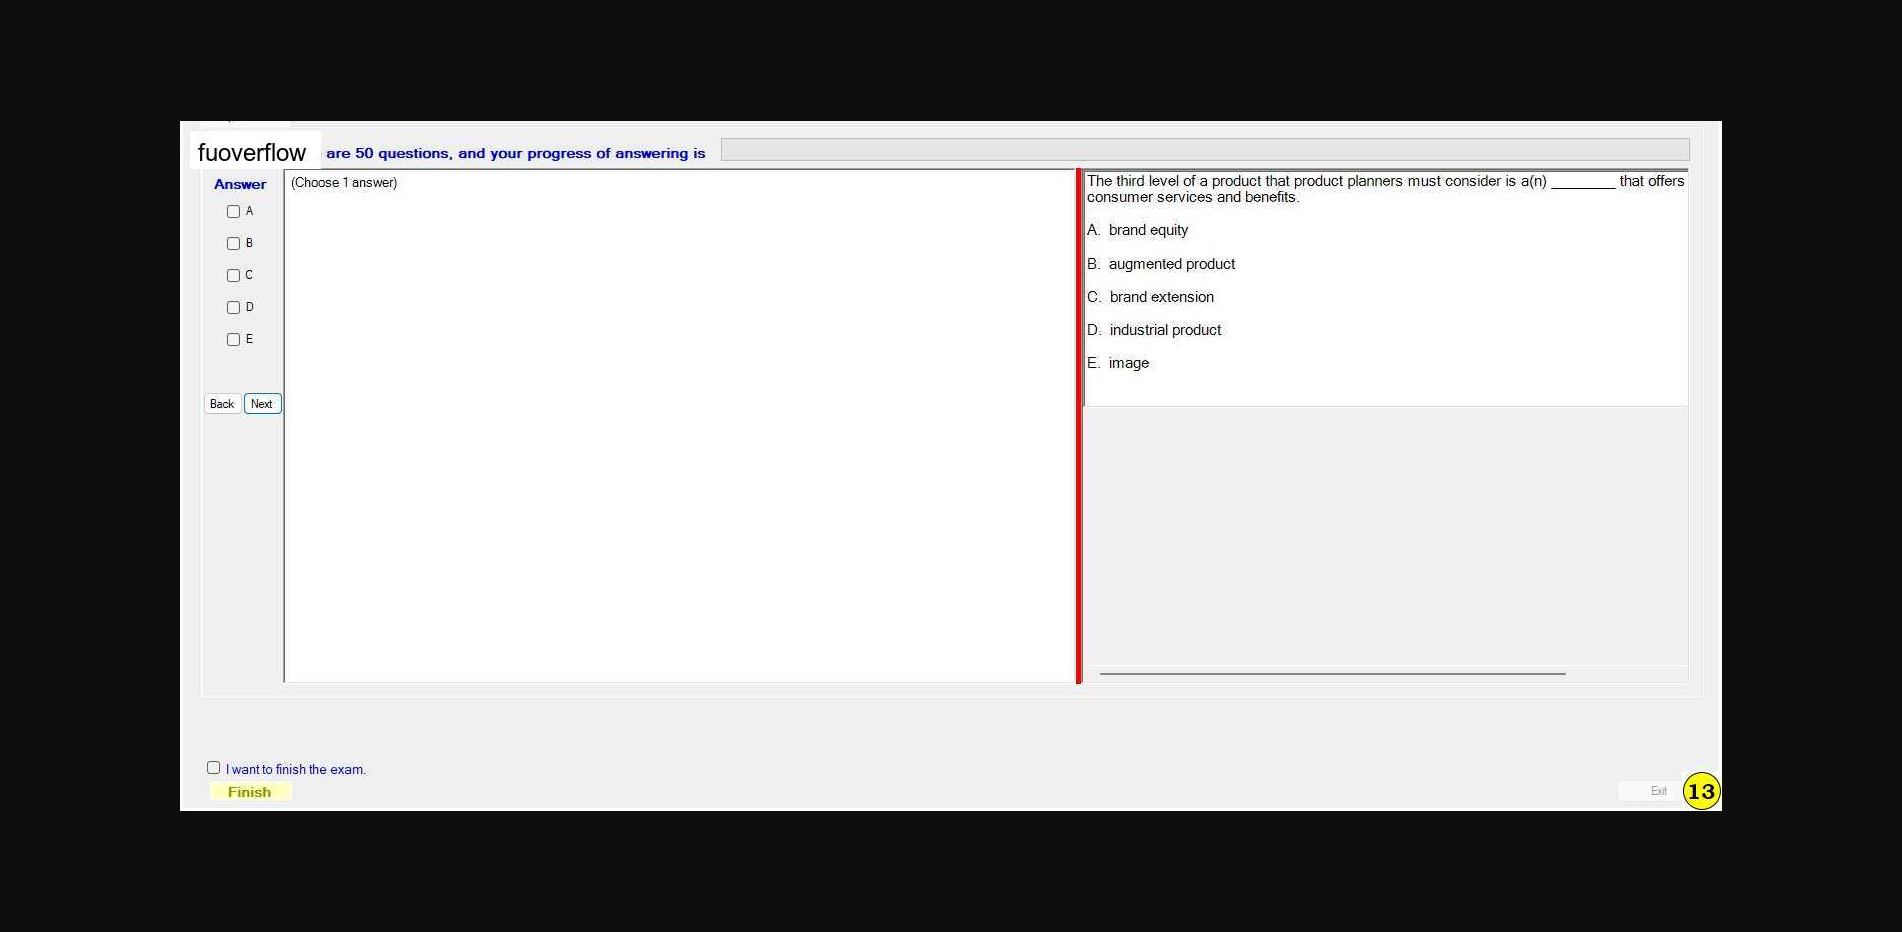 fuoverflow are 50 questions, and your progress of answering is
Answer
A
B
C
D
E
Back Next
(Choose 1 answer)
The third level of a product that product planners must consider is a(n) ________ that offers
consumer services and benefits.
A. brand equity
B. augmented product
C. brand extension
D. industrial product
E. image
I want to finish the exam.
Finish
Exit
13